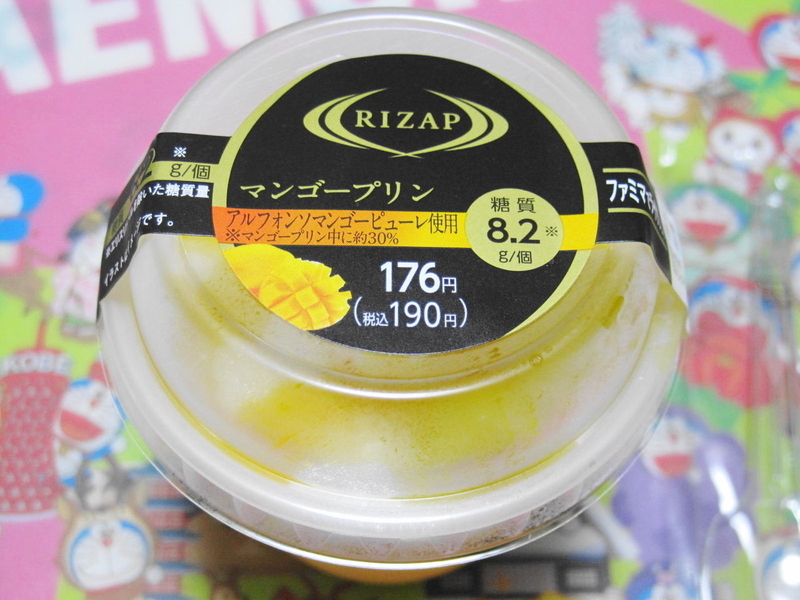 RIZAP
マンゴープリン
アルフォンソマンゴーピューレ使用
※マンゴープリン中に約30%
糖質
8.2※
g/個
176円
(税込190円)
※
g/個
いた糖質量
です。
ファミマ
KOBE